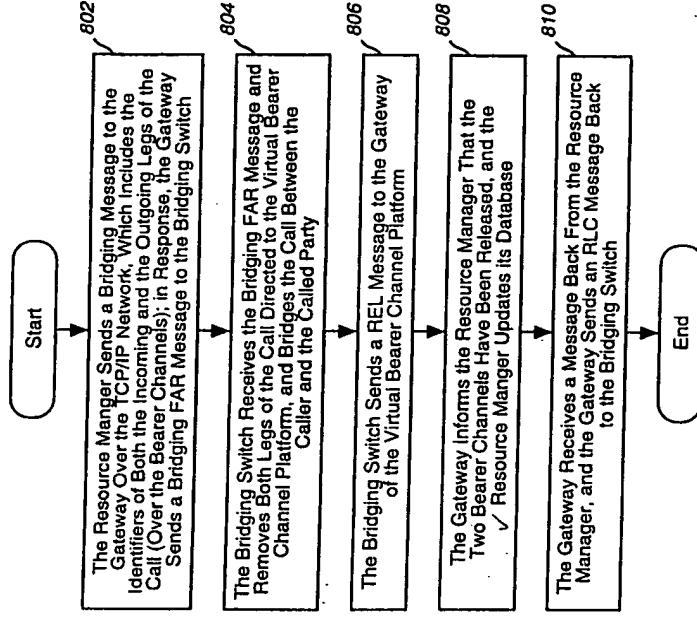 Start
802
The Resource Manger Sends a Bridging Message to the
Gateway Over the TCP/IP Network, Which Includes the
Identifiers of Both the Incoming and the Outgoing Legs of the
Call (Over the Bearer Channels); in Response, the Gateway
Sends a Bridging FAR Message to the Bridging Switch
804
The Bridging Switch Receives the Bridging FAR Message and
Removes Both Legs of the Call Directed to the Virtual Bearer
Channel Platform, and Bridges the Call Between the
Caller and the Called Party
806
The Bridging Switch Sends a REL Message to the Gateway
of the Virtual Bearer Channel Platform
808
The Gateway Informs the Resource Manager That the
Two Bearer Channels Have Been Released, and the
✓ Resource Manger Updates its Database
810
The Gateway Receives a Message Back From the Resource
Manager, and the Gateway Sends an RLC Message Back
to the Bridging Switch
End